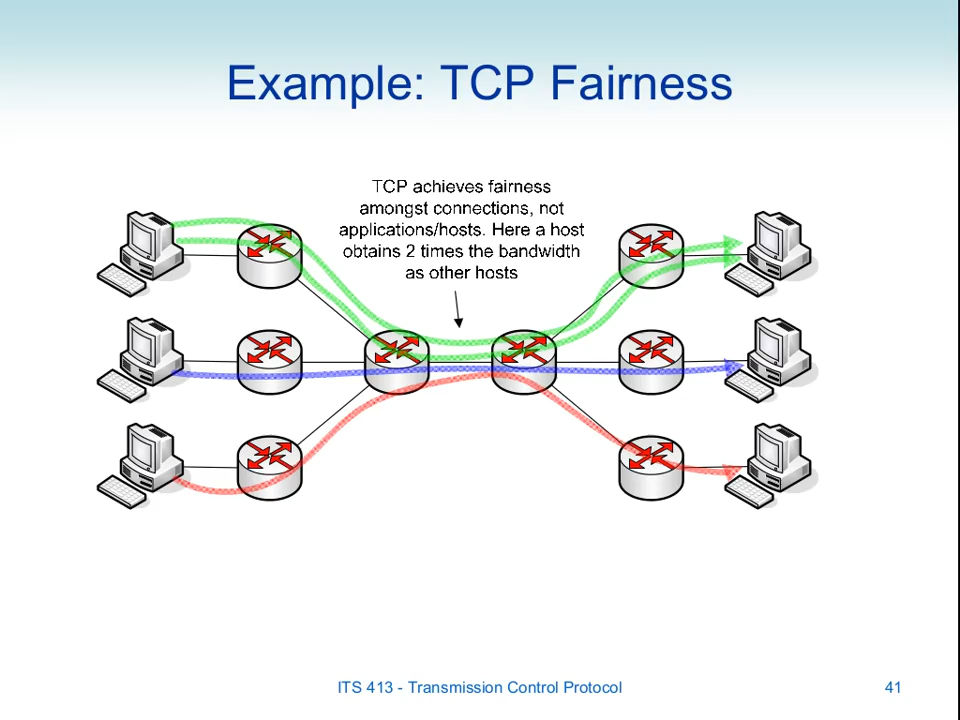 Example: TCP Fairness
TCP achieves fairness
amongst connections, not
applications/hosts. Here a host
obtains 2 times the bandwidth
as other hosts
ITS 413 - Transmission Control Protocol
41